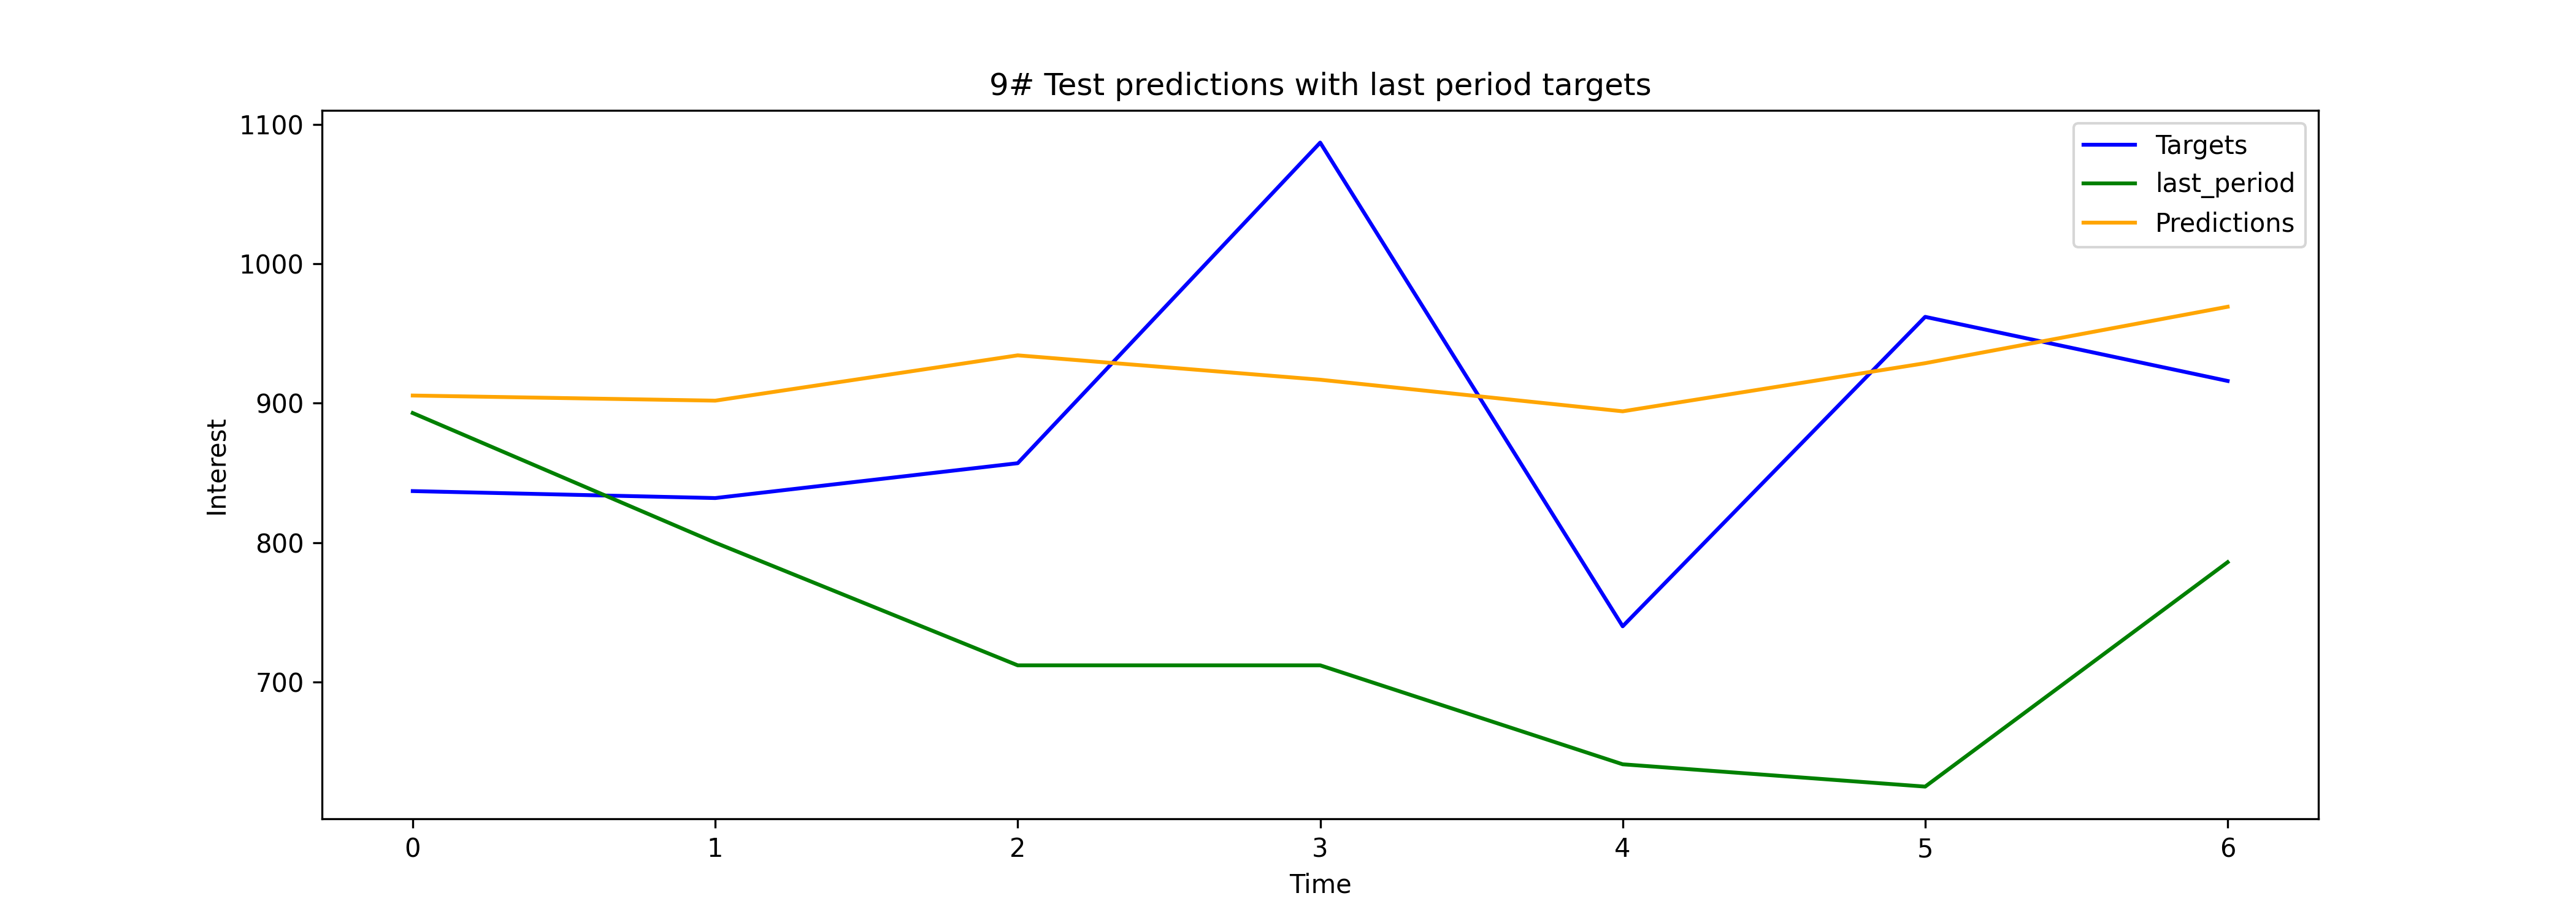 9# Test predictions with last period targets
1100
1000
900
800
700
Interest
Targets
last_period
Predictions
0 1 2 3 4 5 6
Time